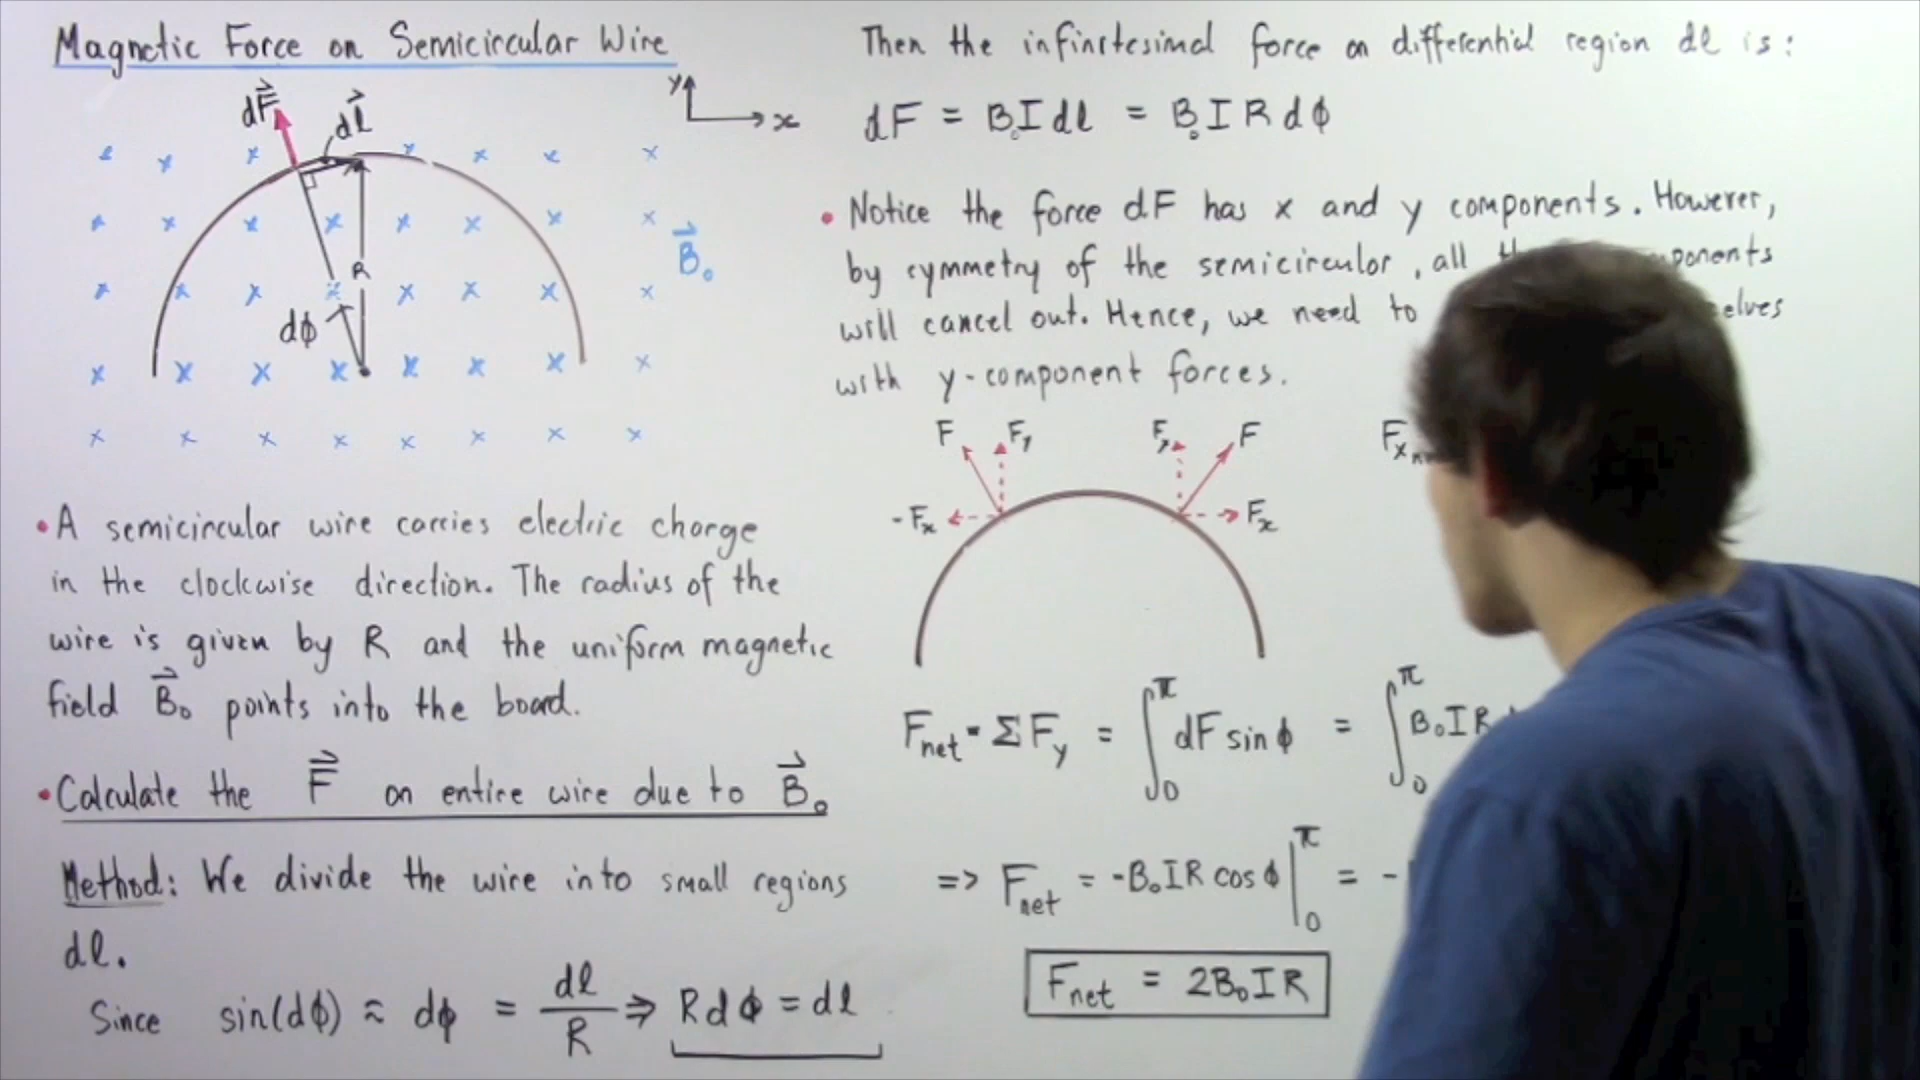 Magnetic Force on Semicircular Wire
y
x
dF
dl
R
dϕ
B₀
• A semicircular wire carries electric charge
in the clockwise direction. The radius of the
wire is given by R and the uniform magnetic
field B₀ points into the board.
• Calculate the F on entire wire due to B₀
Method: We divide the wire into small regions
dl.
Since sin(dϕ) ≈ dϕ = dl/R ⇒ Rdϕ = dl
Then the infinitesimal force on differential region dl is:
dF = B₀Idl = B₀IRdϕ
• Notice the force dF has x and y components. However,
by symmetry of the semicircular, all
will cancel out. Hence, we need to
with y-component forces.
F Fy Fy F
-Fx Fx
Fx
Fnet = ΣFy = ∫₀^π dF sinϕ = ∫₀^π B₀IR
=> Fnet = -B₀IR cosϕ |₀^π = -
Fnet = 2B₀IR